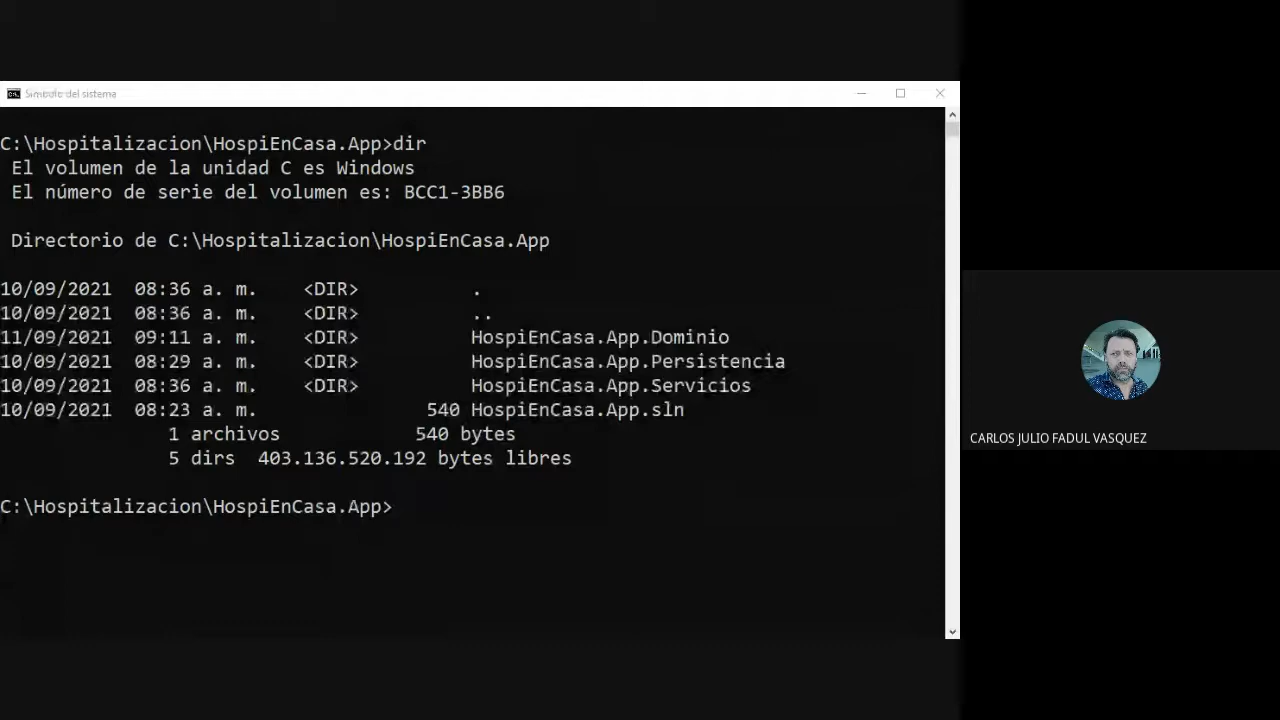 Símbolo del sistema
C:\Hospitalizacion\HospiEnCasa.App>dir
El volumen de la unidad C es Windows
El número de serie del volumen es: BCC1-3BB6
Directorio de C:\Hospitalizacion\HospiEnCasa.App
10/09/2021 08:36 a. m. <DIR> .
10/09/2021 08:36 a. m. <DIR> ..
11/09/2021 09:11 a. m. <DIR> HospiEnCasa.App.Dominio
10/09/2021 08:29 a. m. <DIR> HospiEnCasa.App.Persistencia
10/09/2021 08:36 a. m. <DIR> HospiEnCasa.App.Servicios
10/09/2021 08:23 a. m. 540 HospiEnCasa.App.sln
1 archivos 540 bytes
5 dirs 403.136.520.192 bytes libres
C:\Hospitalizacion\HospiEnCasa.App>
CARLOS JULIO FADUL VASQUEZ